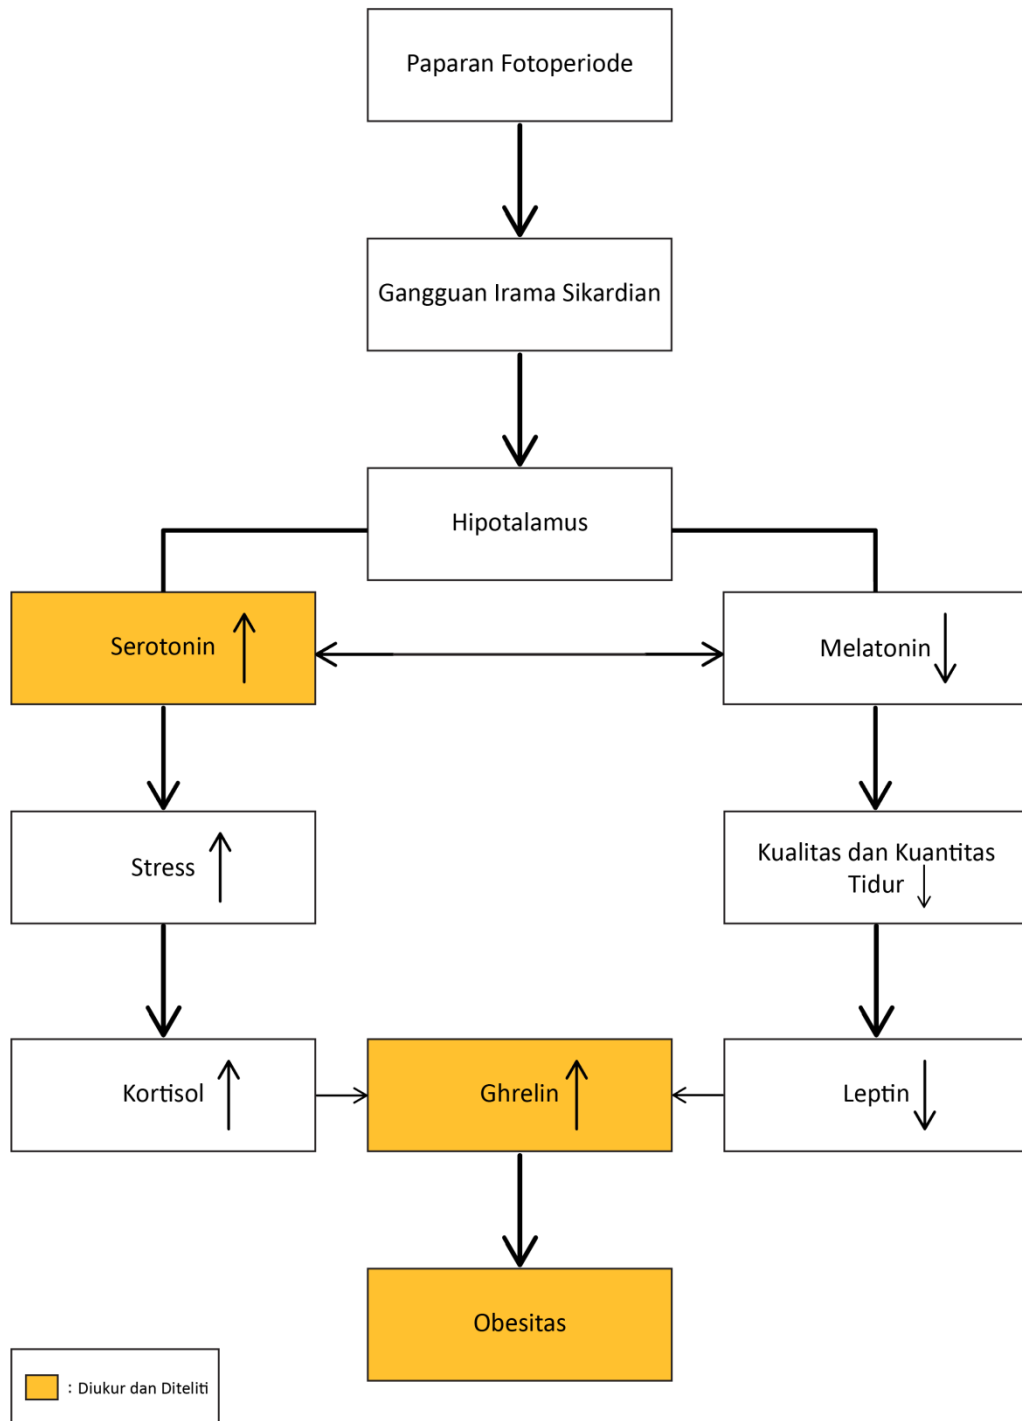 Paparan Fotoperiode
Gangguan Irama Sikardian
Hipotalamus
Serotonin
Melatonin
Stress
Kualitas dan Kuantitas
Tidur
Kortisol
Ghrelin
Leptin
Obesitas
: Diukur dan Diteliti